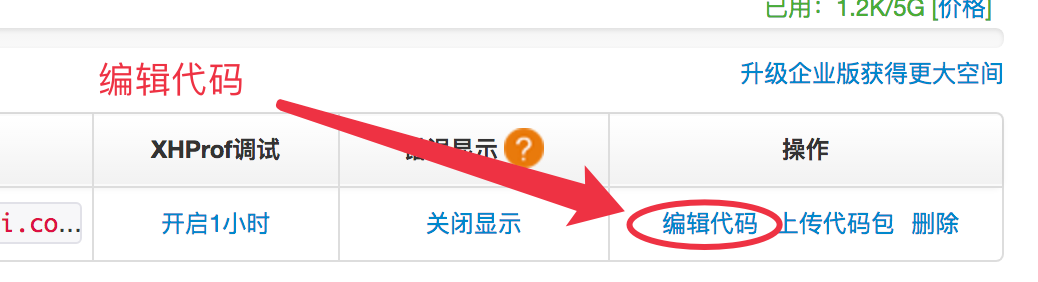 已用：1.2K/5G [价格]
编辑代码
升级企业版获得更大空间
XHProf调试
显示 ?
操作
i.co...
开启1小时
关闭显示
编辑代码
上传代码包
删除